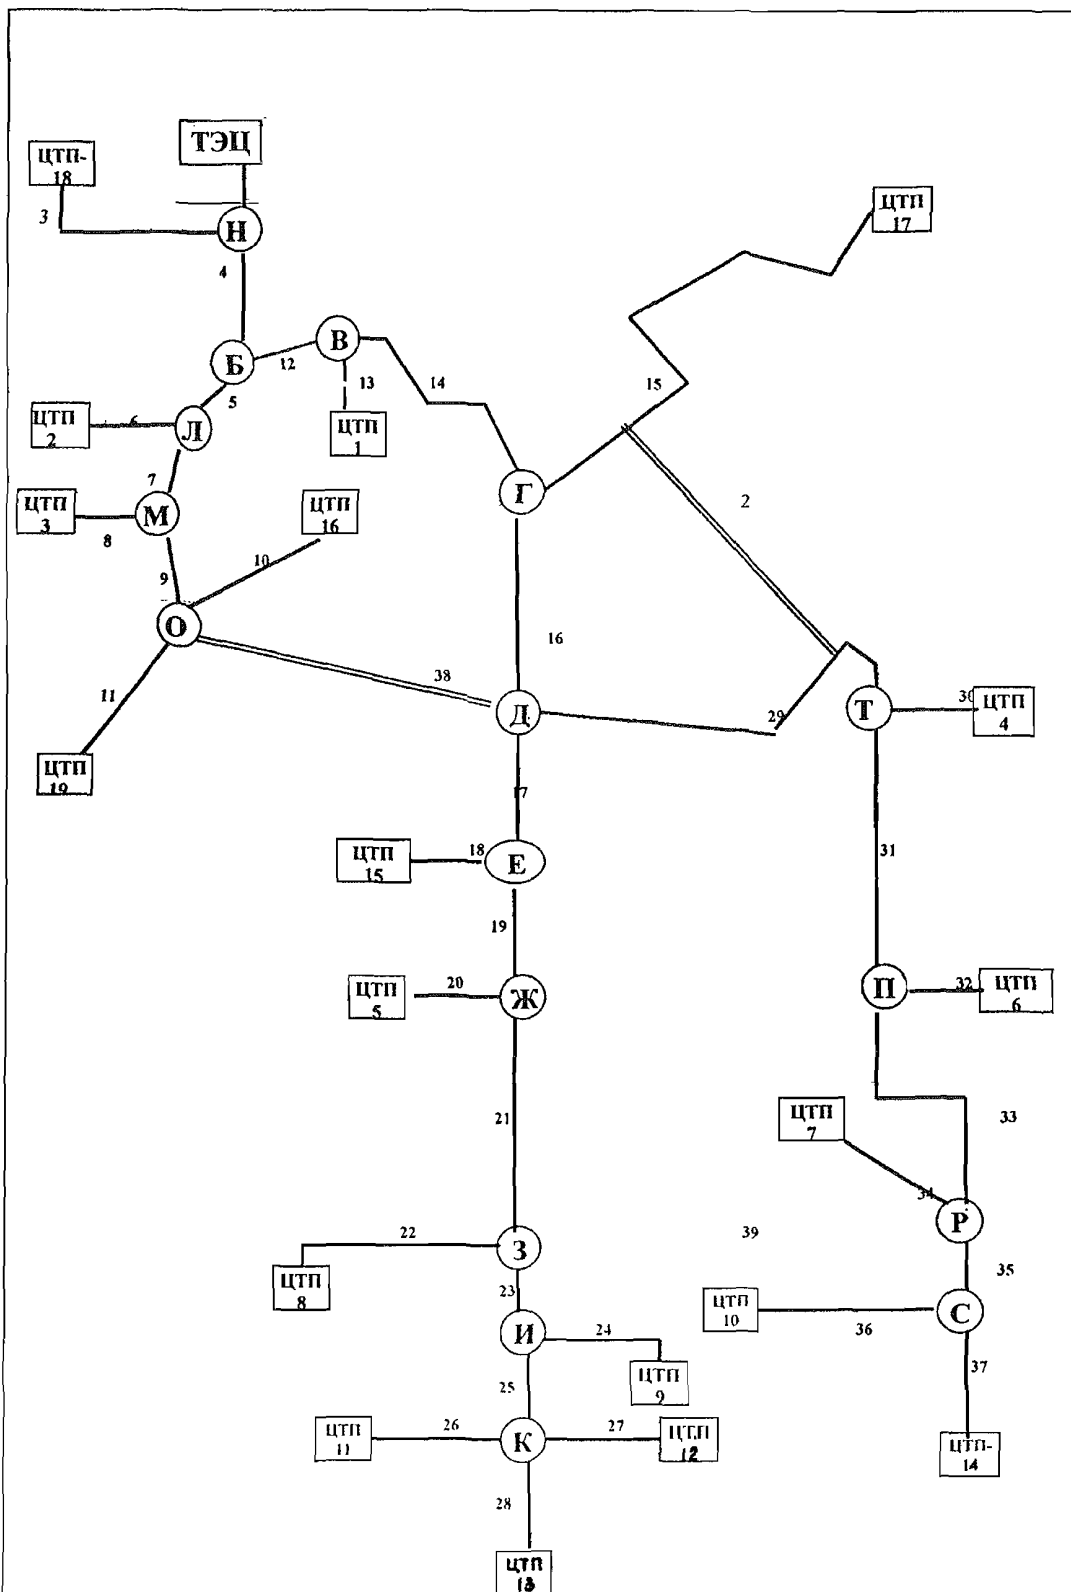 ТЭЦ
ЦТП-
18
3
Н
ЦТП
17
4
Б
12
В
5
13
14
15
ЦТП
2
6
Л
ЦТП
1
7
Г
2
ЦТП
3
8
М
ЦТП
16
9
10
О
16
11
38
Д
29
Т
30
ЦТП
4
ЦТП
19
17
ЦТП
15
18
Е
31
19
ЦТП
5
20
Ж
П
32
ЦТП
6
21
ЦТП
7
33
34
Р
22
З
39
35
ЦТП
8
23
ЦТП
10
36
С
И
24
37
25
ЦТП
9
ЦТП
11
26
К
27
ЦТП
12
ЦТП-
14
28
ЦТП
13